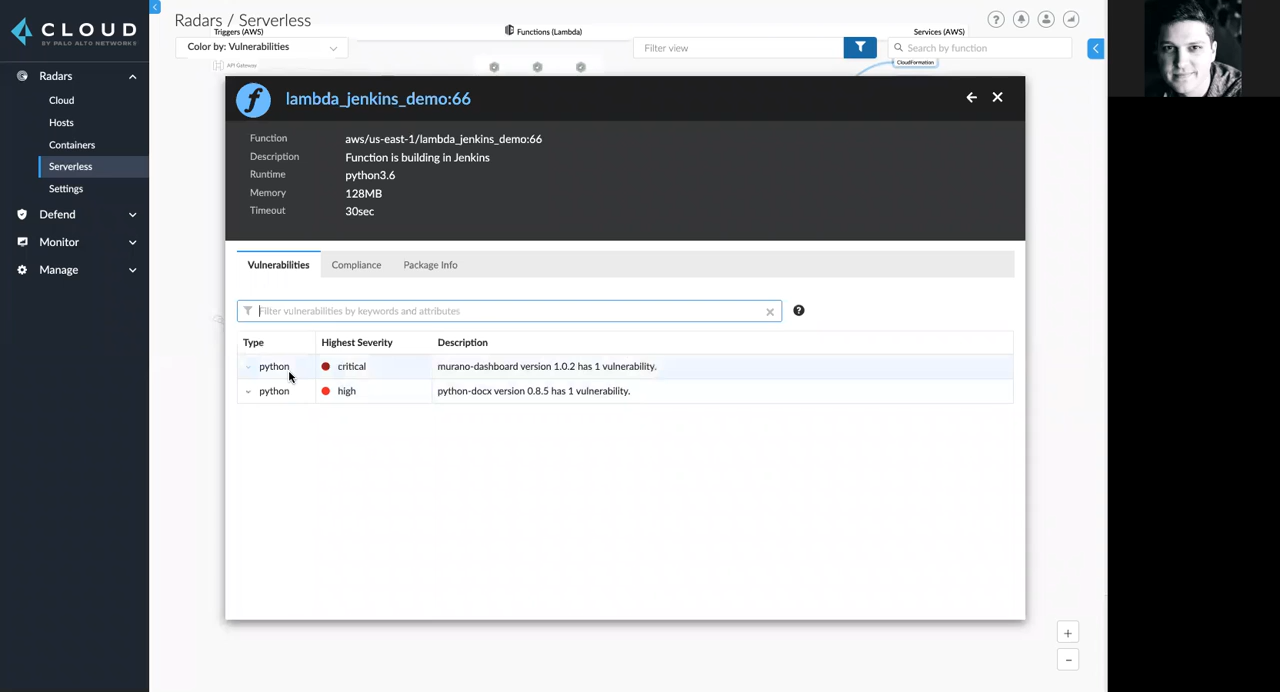 CLOUD
BY PALO ALTO NETWORKS
Radars
Cloud
Hosts
Containers
Serverless
Settings
Defend
Monitor
Manage
Radars / Serverless
Triggers (AWS)
Functions (Lambda)
Services (AWS)
Color by: Vulnerabilities
Filter view
Search by function
API Gateway
CloudFormation
lambda_jenkins_demo:66
Function aws/us-east-1/lambda_jenkins_demo:66
Description Function is building in Jenkins
Runtime python3.6
Memory 128MB
Timeout 30sec
Vulnerabilities Compliance Package Info
Filter vulnerabilities by keywords and attributes
Type Highest Severity Description
python critical murano-dashboard version 1.0.2 has 1 vulnerability.
python high python-docx version 0.8.5 has 1 vulnerability.